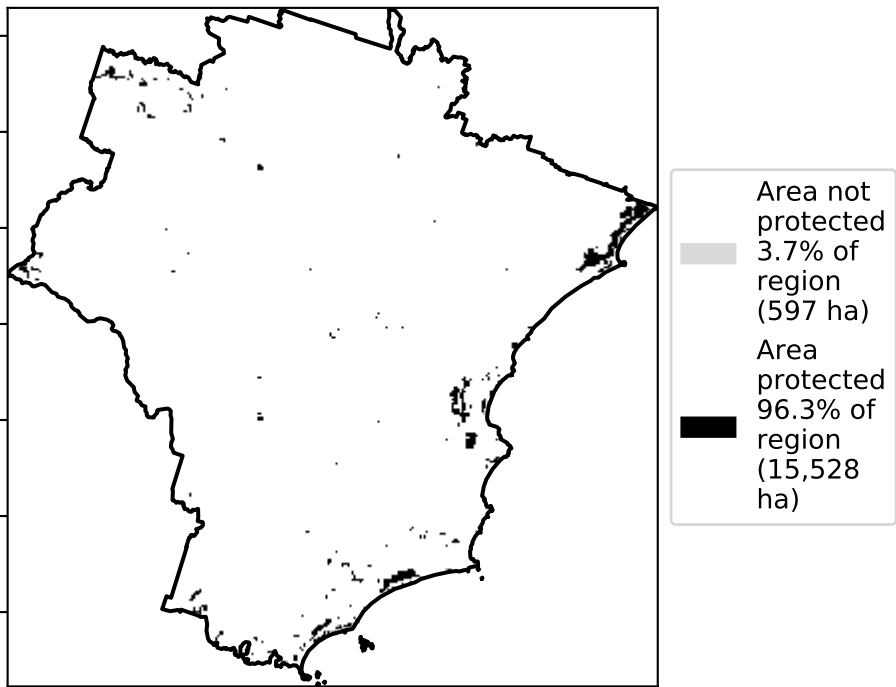 Area not
protected
3.7% of
region
(597 ha)
Area
protected
96.3% of
region
(15,528
ha)